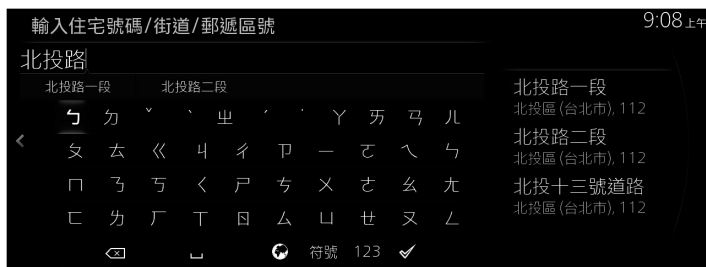 輸入住宅號碼/街道/郵遞區號
9:08上午
北投路
北投路一段 北投路二段
ㄅ ㄉ ˇ ˋ ㄓ ˊ ˙ ㄚ ㄞ ㄢ ㄦ
ㄆ ㄊ ㄍ ㄐ ㄔ ㄗ ㄧ ㄛ ㄟ ㄣ
ㄇ ㄋ ㄎ ㄑ ㄕ ㄘ ㄨ ㄜ ㄠ ㄤ
ㄈ ㄌ ㄏ ㄒ ㄖ ㄙ ㄩ ㄝ ㄡ ㄥ
符號 123
北投路一段
北投區(台北市), 112
北投路二段
北投區(台北市), 112
北投十三號道路
北投區(台北市), 112